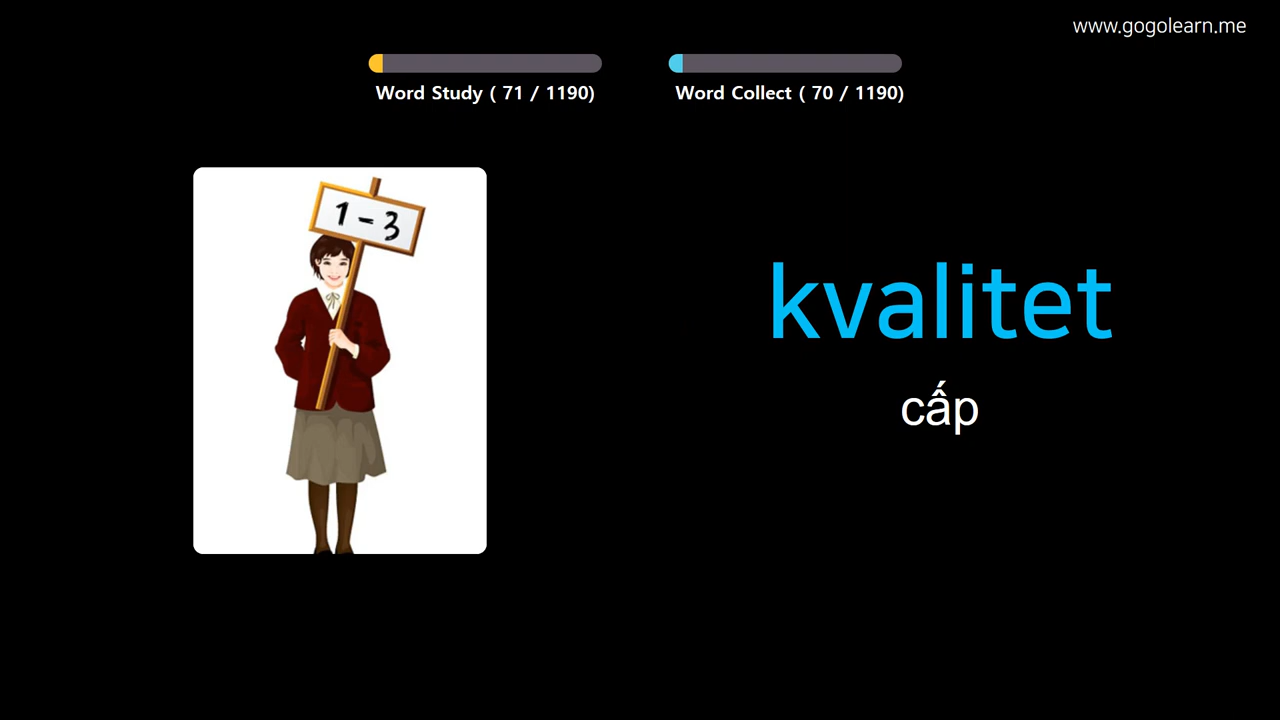 www.gogolearn.me
Word Study ( 71 / 1190)
Word Collect ( 70 / 1190)
1 - 3
kvalitet
cấp